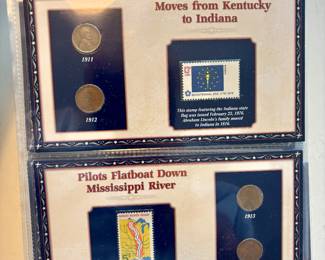 Moves from Kentucky
to Indiana
1911
1912
This stamp featuring the Indiana state
flag was issued February 23, 1976.
Abraham Lincoln's family moved
to Indiana in 1816.
Pilots Flatboat Down
Mississippi River
1913